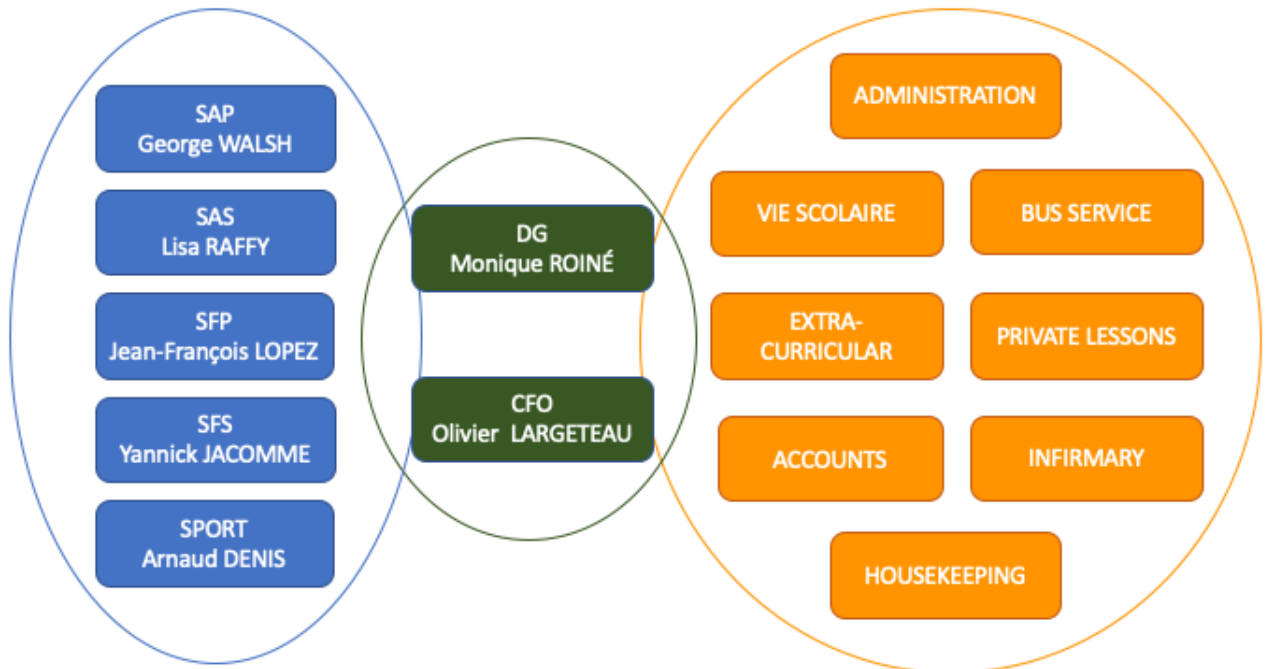 SAP
George WALSH
SAS
Lisa RAFFY
SFP
Jean-François LOPEZ
SFS
Yannick JACOMME
SPORT
Arnaud DENIS
DG
Monique ROINÉ
CFO
Olivier LARGETEAU
ADMINISTRATION
VIE SCOLAIRE
BUS SERVICE
EXTRA-
CURRICULAR
PRIVATE LESSONS
ACCOUNTS
INFIRMARY
HOUSEKEEPING